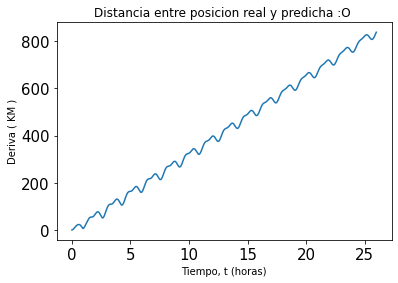 Distancia entre posicion real y predicha :O
Deriva ( KM )
800
600
400
200
0
0 5 10 15 20 25
Tiempo, t (horas)